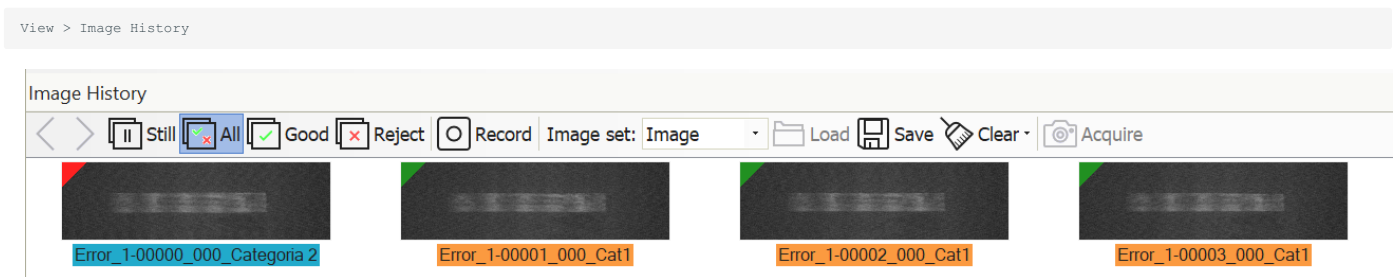 View > Image History
Image History
Still All Good Reject Record Image set: Image Load Save Clear Acquire
Error_1-00000_000_Categoria 2 Error_1-00001_000_Cat1 Error_1-00002_000_Cat1 Error_1-00003_000_Cat1